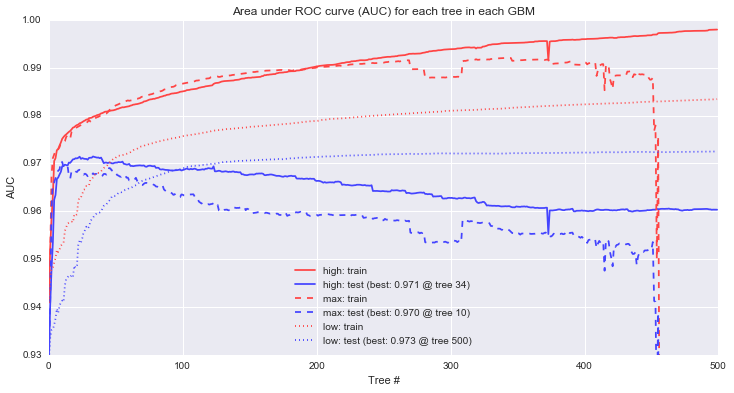 Area under ROC curve (AUC) for each tree in each GBM
1.00
0.99
0.98
0.97
0.96
0.95
0.94
0.93
AUC
high: train
high: test (best: 0.971 @ tree 34)
max: train
max: test (best: 0.970 @ tree 10)
low: train
low: test (best: 0.973 @ tree 500)
0
100
200
300
400
500
Tree #